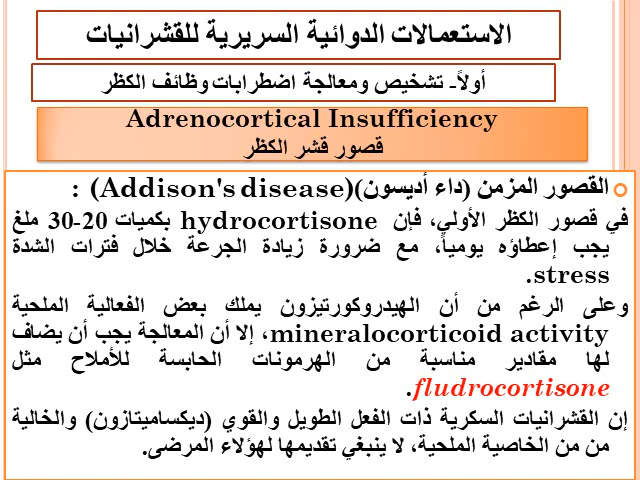 الاستعمالات الدوائية السريرية للقشرانيات
أولاً- تشخيص ومعالجة اضطرابات وظائف الكظر
Adrenocortical Insufficiency
قصور قشر الكظر
القصور المزمن (داء أديسون)(Addison's disease) :
في قصور الكظر الأولي، فإن hydrocortisone بكميات 20-30 ملغ
يجب إعطاؤه يومياً، مع ضرورة زيادة الجرعة خلال فترات الشدة
stress.
وعلى الرغم من أن الهيدروكورتيزون يملك بعض الفعالية الملحية
mineralocorticoid activity، إلا أن المعالجة يجب أن يضاف
لها مقادير مناسبة من الهرمونات الحابسة للأملاح مثل
fludrocortisone.
إن القشرانيات السكرية ذات الفعل الطويل والقوي (ديكساميتازون) والخالية
من من الخاصية الملحية، لا ينبغي تقديمها لهؤلاء المرضى.